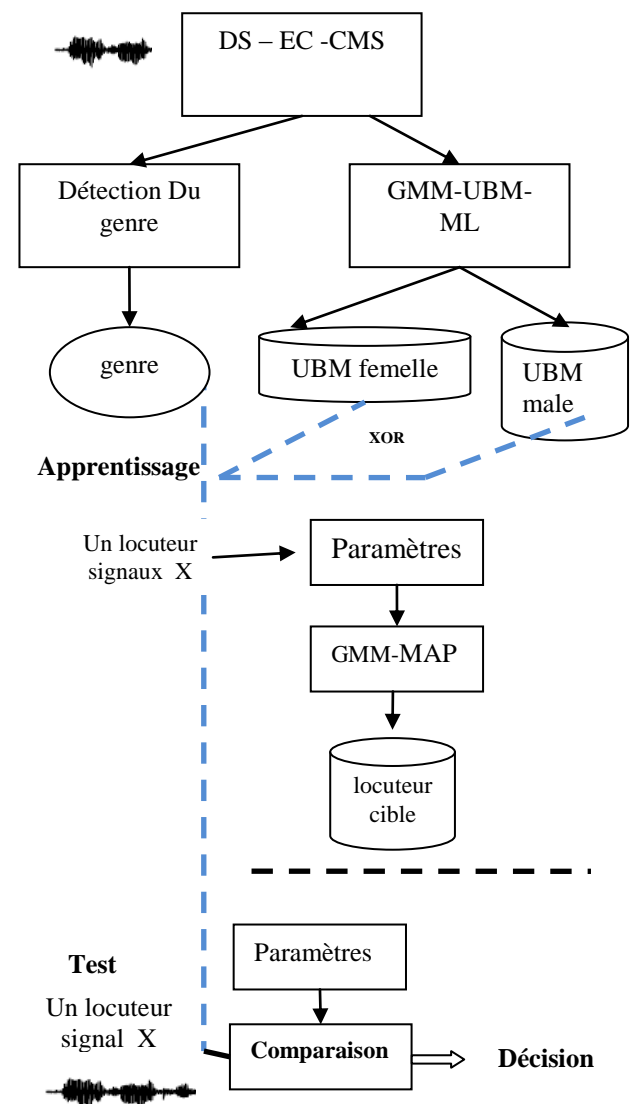 DS – EC -CMS
Détection Du
genre
GMM-UBM-
ML
genre
UBM femelle
UBM
male
XOR
Apprentissage
Un locuteur
signaux X
Paramètres
GMM-MAP
locuteur
cible
Test
Un locuteur
signal X
Paramètres
Comparaison
Décision